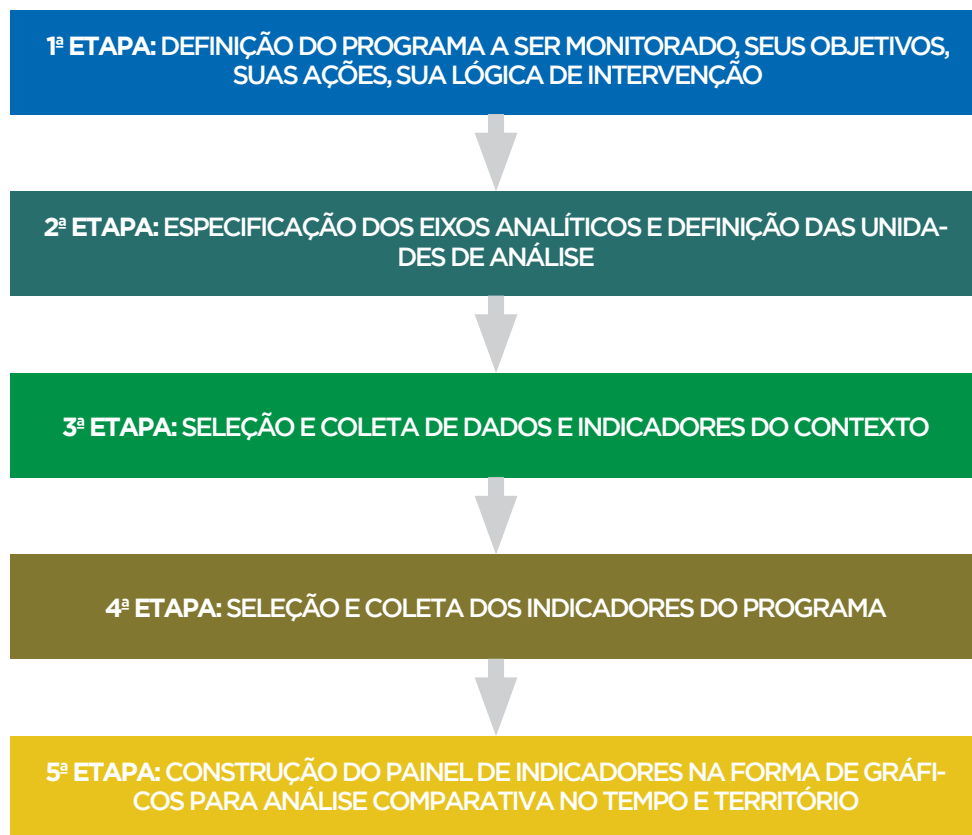 1ª ETAPA: DEFINIÇÃO DO PROGRAMA A SER MONITORADO, SEUS OBJETIVOS,
SUAS AÇÕES, SUA LÓGICA DE INTERVENÇÃO
2ª ETAPA: ESPECIFICAÇÃO DOS EIXOS ANALÍTICOS E DEFINIÇÃO DAS UNIDA-
DES DE ANÁLISE
3ª ETAPA: SELEÇÃO E COLETA DE DADOS E INDICADORES DO CONTEXTO
4ª ETAPA: SELEÇÃO E COLETA DOS INDICADORES DO PROGRAMA
5ª ETAPA: CONSTRUÇÃO DO PAINEL DE INDICADORES NA FORMA DE GRÁFI-
COS PARA ANÁLISE COMPARATIVA NO TEMPO E TERRITÓRIO